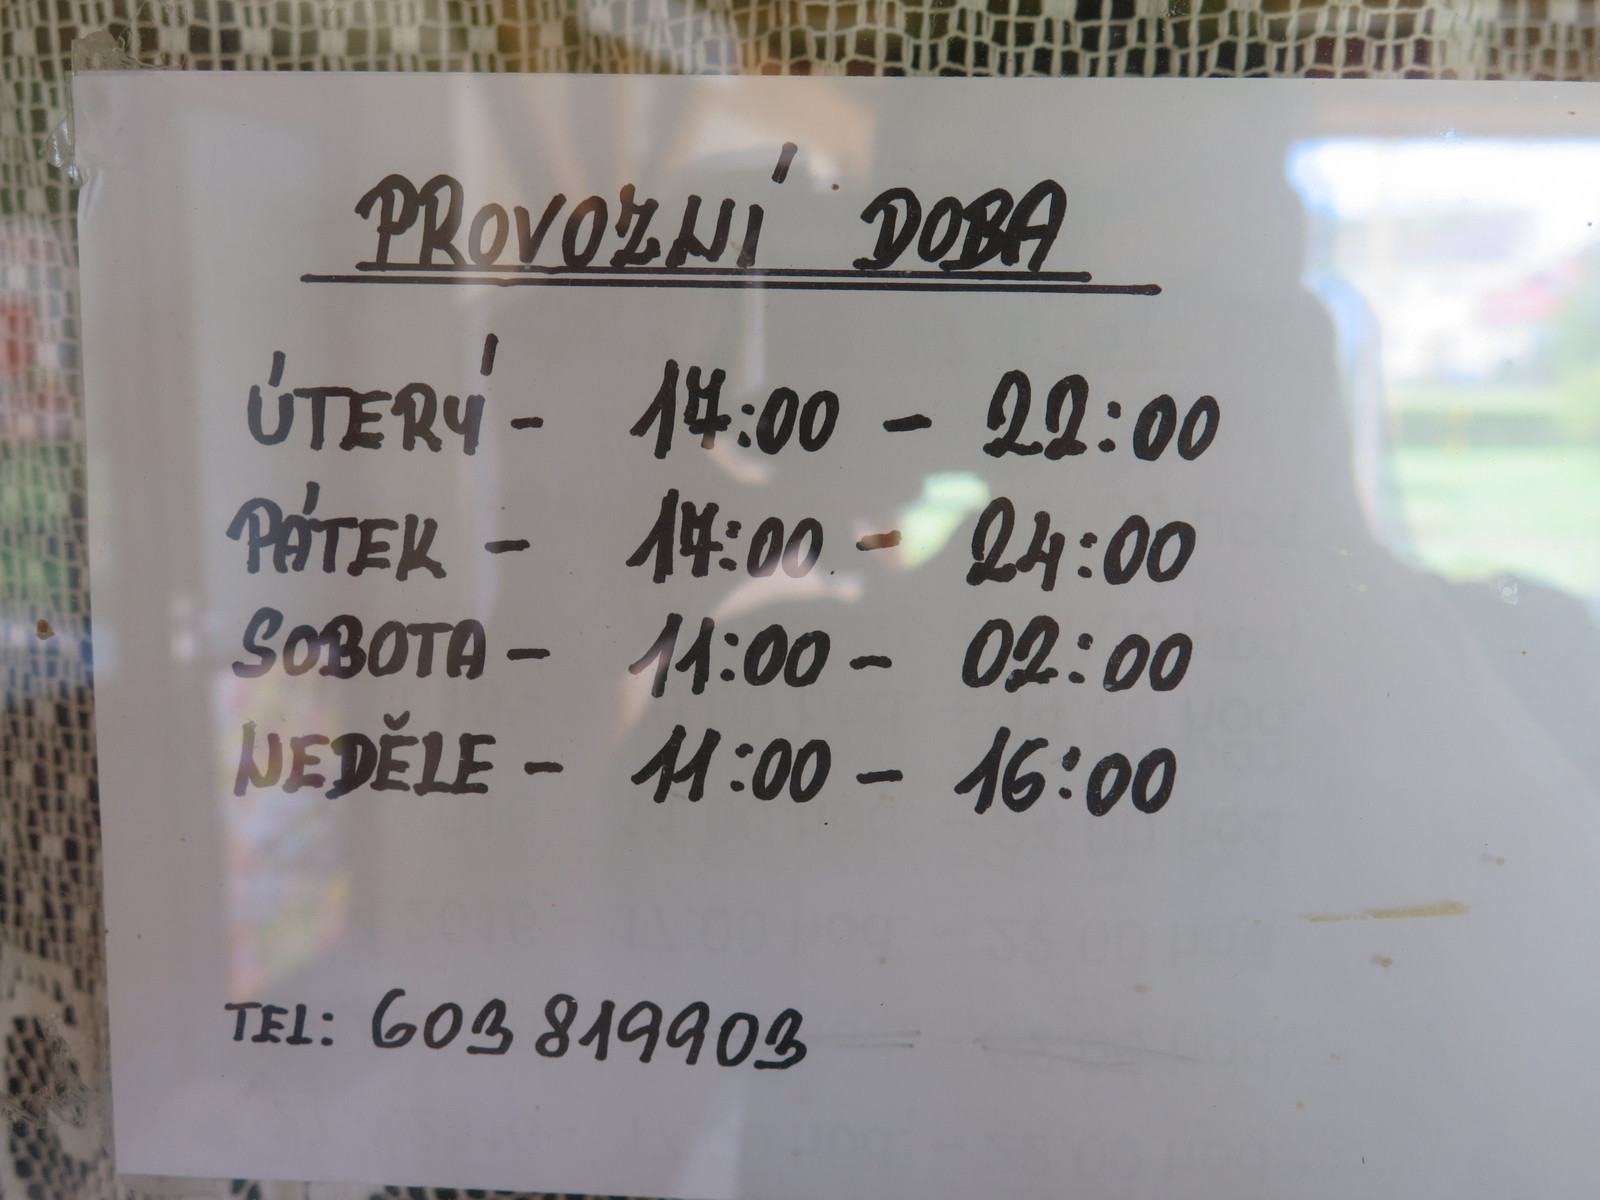 PROVOZNÍ DOBA
ÚTERÝ - 17:00 - 22:00
PÁTEK - 17:00 - 24:00
SOBOTA - 11:00 - 02:00
NEDĚLE - 11:00 - 16:00
TEL: 603 819903